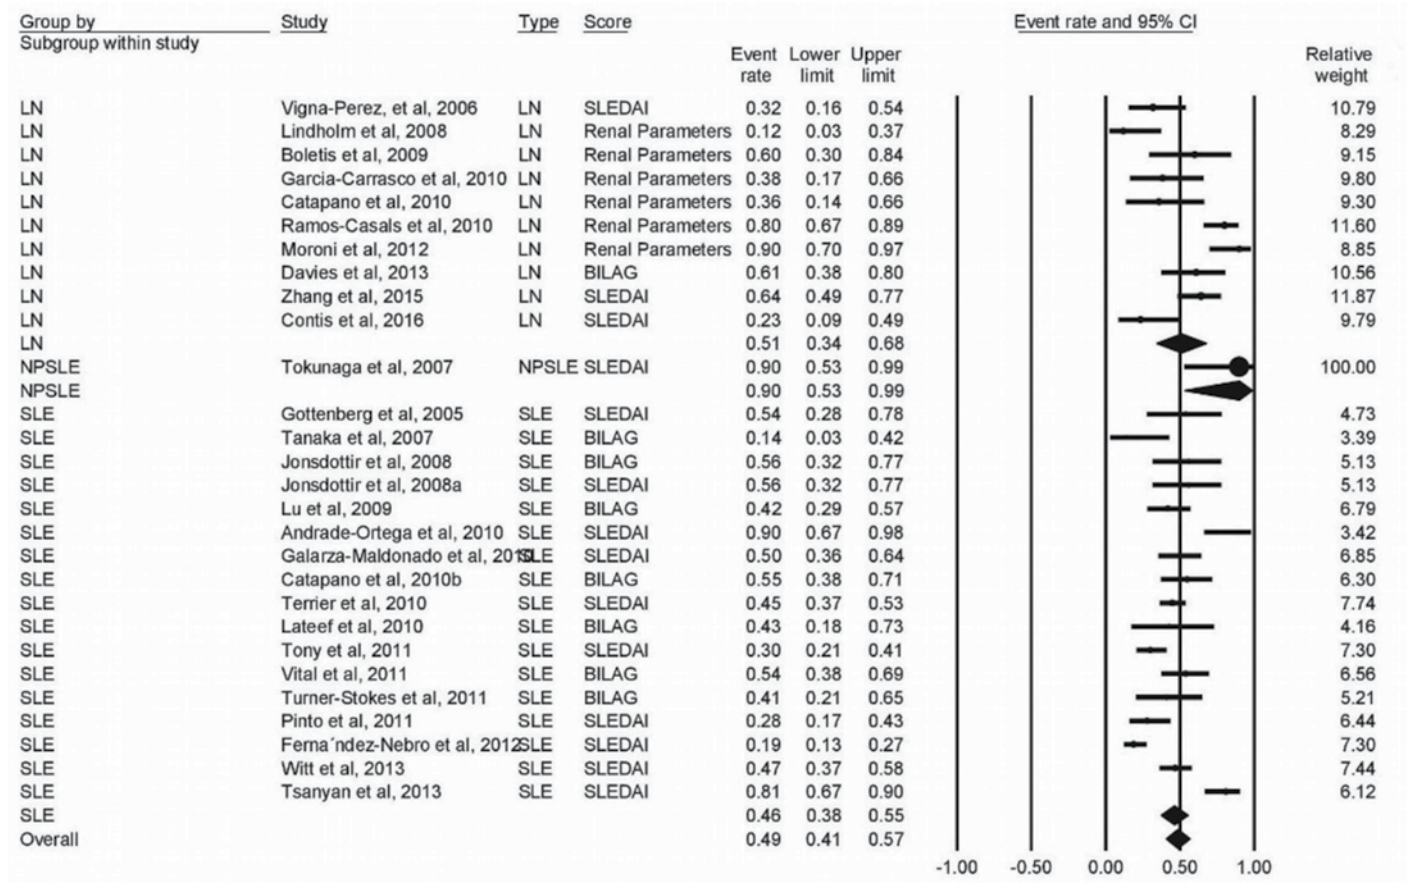 Group by Study Type Score Event rate and 95% CI
Subgroup within study
Event Lower Upper Relative
rate limit limit weight
LN Vigna-Perez, et al, 2006 LN SLEDAI 0.32 0.16 0.54 10.79
LN Lindholm et al, 2008 LN Renal Parameters 0.12 0.03 0.37 8.29
LN Boletis et al, 2009 LN Renal Parameters 0.60 0.30 0.84 9.15
LN Garcia-Carrasco et al, 2010 LN Renal Parameters 0.38 0.17 0.66 9.80
LN Catapano et al, 2010 LN Renal Parameters 0.36 0.14 0.66 9.30
LN Ramos-Casals et al, 2010 LN Renal Parameters 0.80 0.67 0.89 11.60
LN Moroni et al, 2012 LN Renal Parameters 0.90 0.70 0.97 8.85
LN Davies et al, 2013 LN BILAG 0.61 0.38 0.80 10.56
LN Zhang et al, 2015 LN SLEDAI 0.64 0.49 0.77 11.87
LN Contis et al, 2016 LN SLEDAI 0.23 0.09 0.49 9.79
LN 0.51 0.34 0.68
NPSLE Tokunaga et al, 2007 NPSLE SLEDAI 0.90 0.53 0.99 100.00
NPSLE 0.90 0.53 0.99
SLE Gottenberg et al, 2005 SLE SLEDAI 0.54 0.28 0.78 4.73
SLE Tanaka et al, 2007 SLE BILAG 0.14 0.03 0.42 3.39
SLE Jonsdottir et al, 2008 SLE BILAG 0.56 0.32 0.77 5.13
SLE Jonsdottir et al, 2008a SLE SLEDAI 0.56 0.32 0.77 5.13
SLE Lu et al, 2009 SLE BILAG 0.42 0.29 0.57 6.79
SLE Andrade-Ortega et al, 2010 SLE SLEDAI 0.90 0.67 0.98 3.42
SLE Galarza-Maldonado et al, 2010 SLE SLEDAI 0.50 0.36 0.64 6.85
SLE Catapano et al, 2010b SLE BILAG 0.55 0.38 0.71 6.30
SLE Terrier et al, 2010 SLE SLEDAI 0.45 0.37 0.53 7.74
SLE Lateef et al, 2010 SLE BILAG 0.43 0.18 0.73 4.16
SLE Tony et al, 2011 SLE SLEDAI 0.30 0.21 0.41 7.30
SLE Vital et al, 2011 SLE BILAG 0.54 0.38 0.69 6.56
SLE Turner-Stokes et al, 2011 SLE BILAG 0.41 0.21 0.65 5.21
SLE Pinto et al, 2011 SLE SLEDAI 0.28 0.17 0.43 6.44
SLE Ferna´ndez-Nebro et al, 2012 SLE SLEDAI 0.19 0.13 0.27 7.30
SLE Witt et al, 2013 SLE SLEDAI 0.47 0.37 0.58 7.44
SLE Tsanyan et al, 2013 SLE SLEDAI 0.81 0.67 0.90 6.12
SLE 0.46 0.38 0.55
Overall 0.49 0.41 0.57
-1.00 -0.50 0.00 0.50 1.00